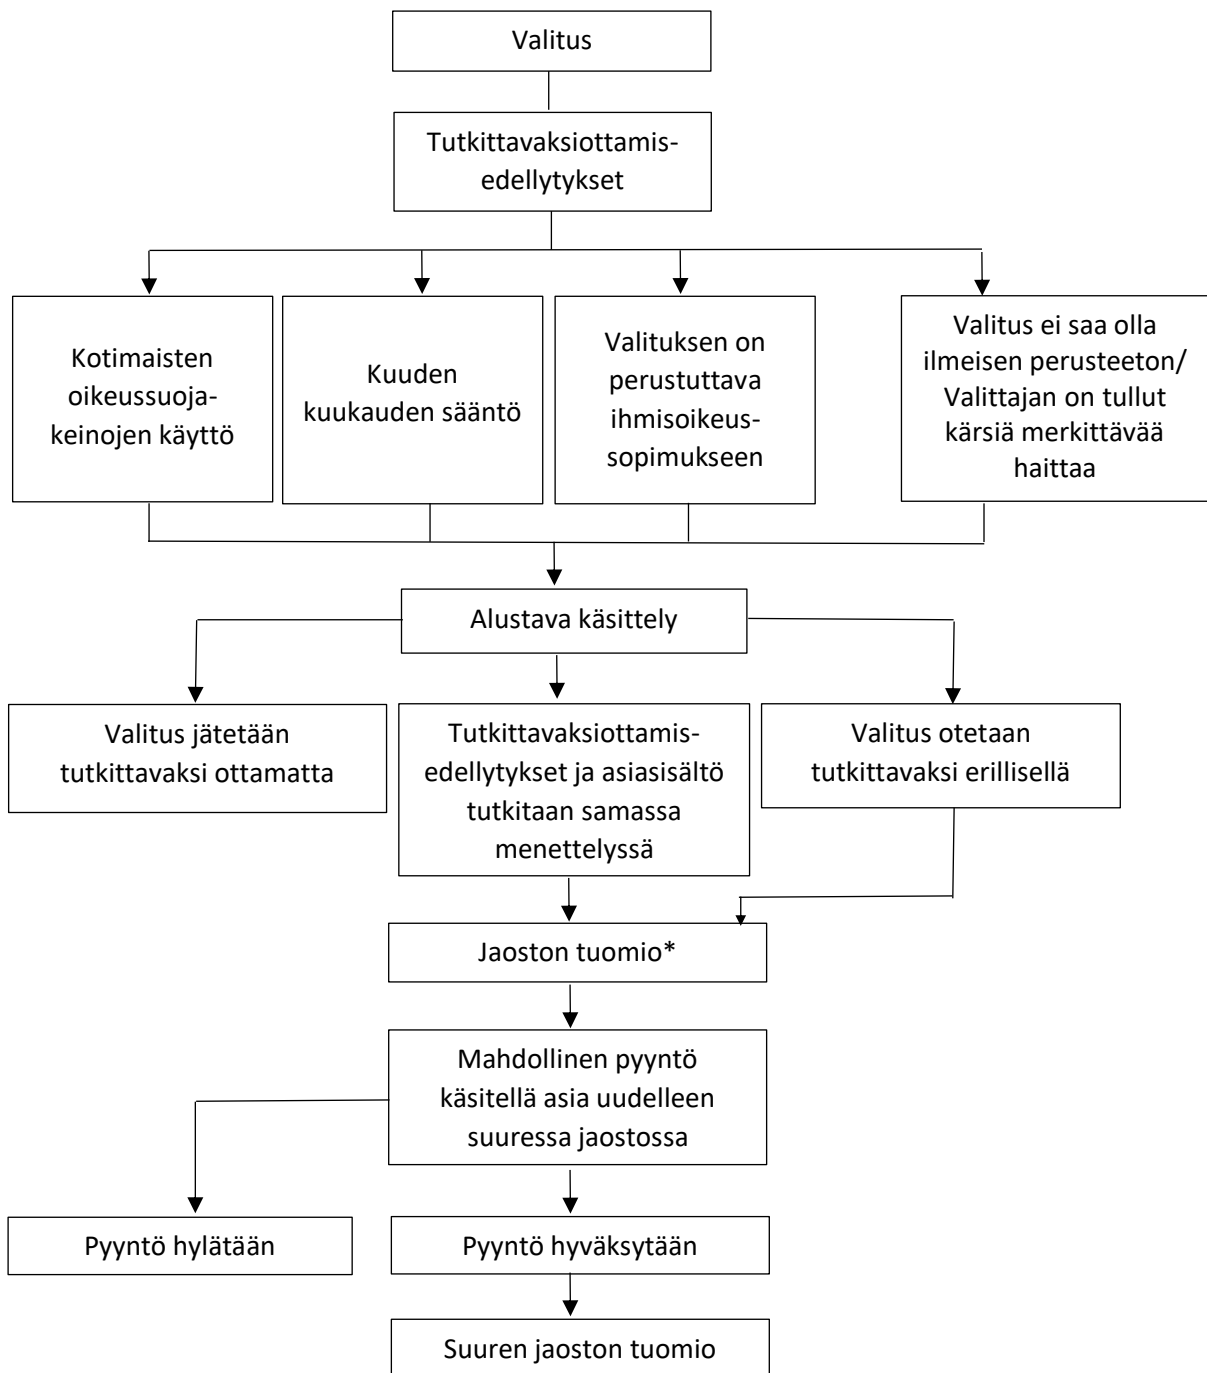 Valitus
Tutkittavaksiottamis-
edellytykset
Kotimaisten
oikeussuoja-
keinojen käyttö
Kuuden
kuukauden sääntö
Valituksen on
perustuttava
ihmisoikeus-
sopimukseen
Valitus ei saa olla
ilmeisen perusteeton/
Valittajan on tullut
kärsiä merkittävää
haittaa
Alustava käsittely
Valitus jätetään
tutkittavaksi ottamatta
Tutkittavaksiottamis-
edellytykset ja asiasisältö
tutkitaan samassa
menettelyssä
Valitus otetaan
tutkittavaksi erillisellä
Jaoston tuomio*
Mahdollinen pyyntö
käsitellä asia uudelleen
suuressa jaostossa
Pyyntö hylätään
Pyyntö hyväksytään
Suuren jaoston tuomio